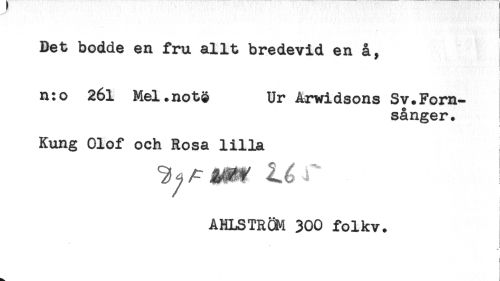 Det bodde en fru allt bredevid en å,
n:o 261 Mel.notö Ur Arwidsons Sv.Forn-
sånger.
Kung Olof och Rosa lilla
DgF 265
AHLSTRÖM 300 folkv.